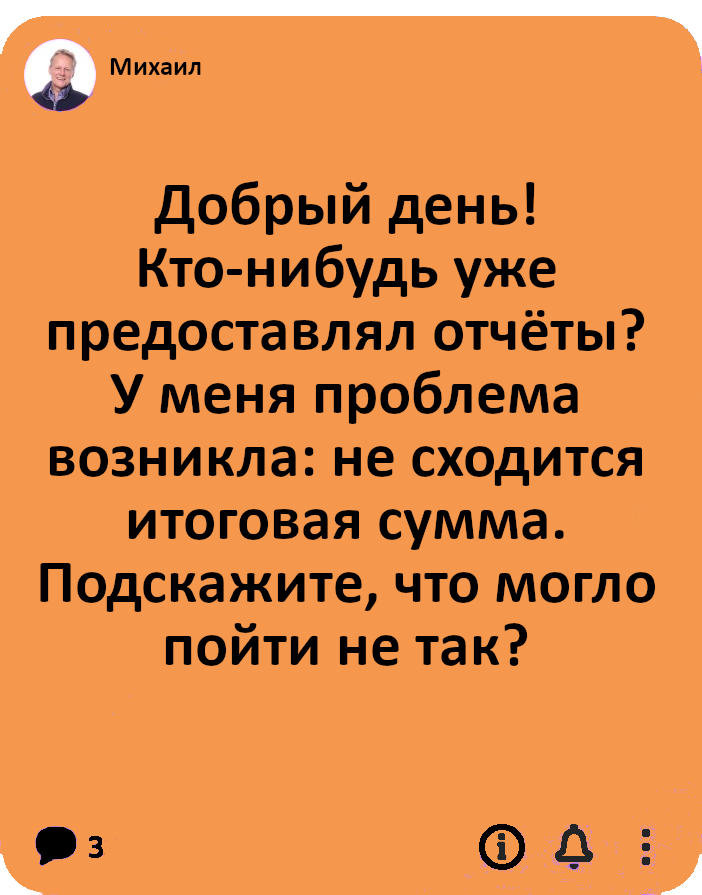 Михаил
Добрый день!
Кто-нибудь уже
предоставлял отчёты?
У меня проблема
возникла: не сходится
итоговая сумма.
Подскажите, что могло
пойти не так?
3